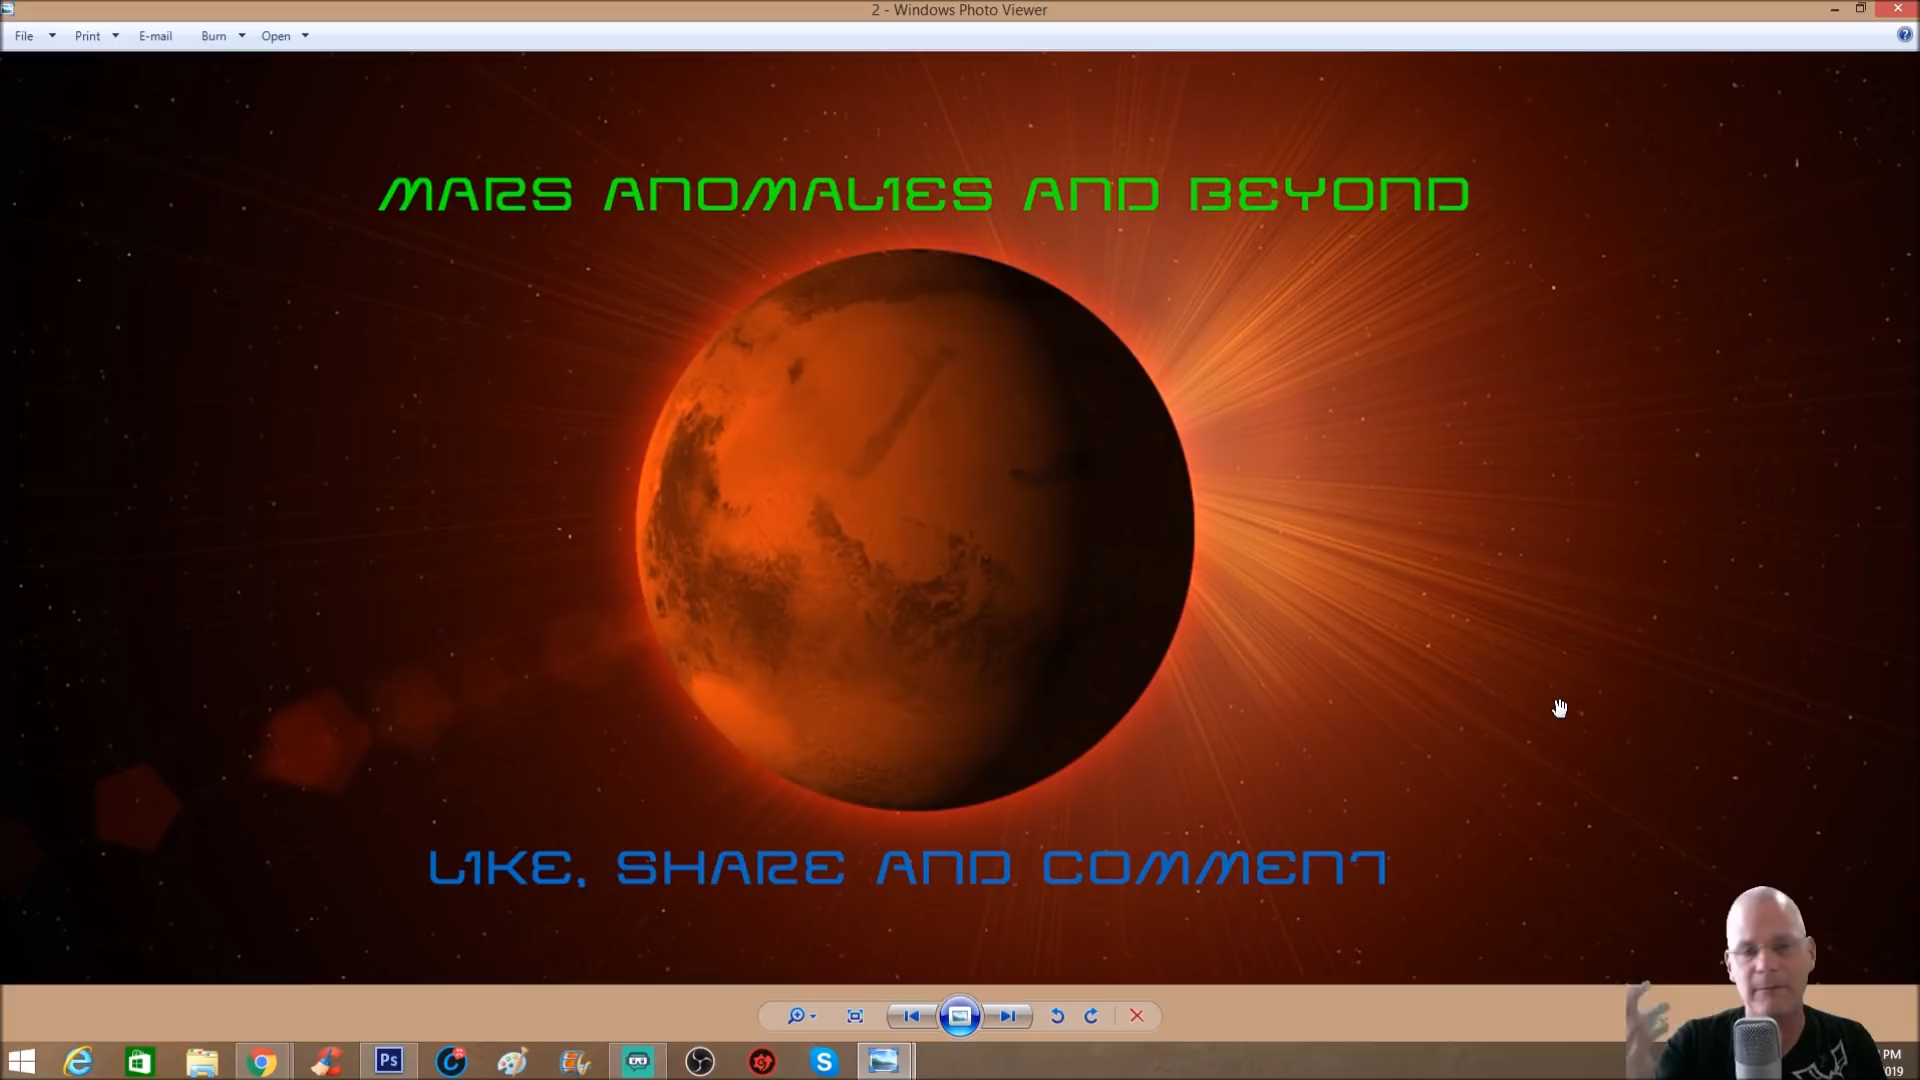 2 - Windows Photo Viewer
File Print E-mail Burn Open
MARS ANOMALIES AND BEYOND
LIKE, SHARE AND COMMENT
Ps
S
PM
019